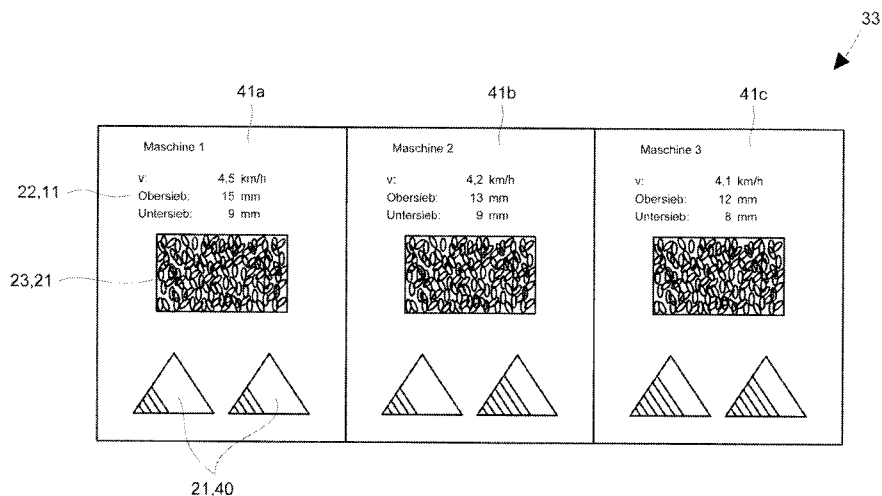 33
41a
41b
41c
Maschine 1
v: 4,5 km/h
22,11
Obersieb: 15 mm
Untersieb: 9 mm
Maschine 2
v: 4,2 km/h
Obersieb: 13 mm
Untersieb: 9 mm
Maschine 3
v: 4,1 km/h
Obersieb: 12 mm
Untersieb: 8 mm
23,21
21,40